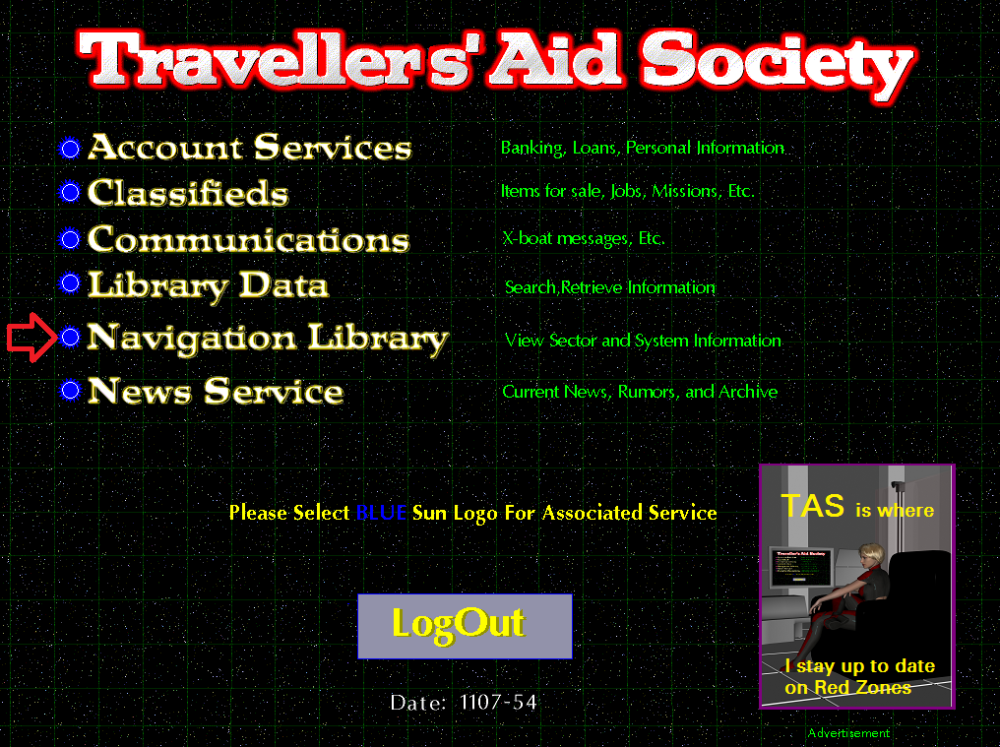 Travellers' Aid Society
Account Services Banking, Loans, Personal Information
Classifieds Items for sale, Jobs, Missions, Etc.
Communications X-boat messages, Etc.
Library Data Search,Retrieve Information
Navigation Library View Sector and System Information
News Service Current News, Rumors, and Archive
Please Select BLUE Sun Logo For Associated Service
LogOut
Date: 1107-54
TAS is where
Traveller's Aid Society
I stay up to date
on Red Zones
Advertisement